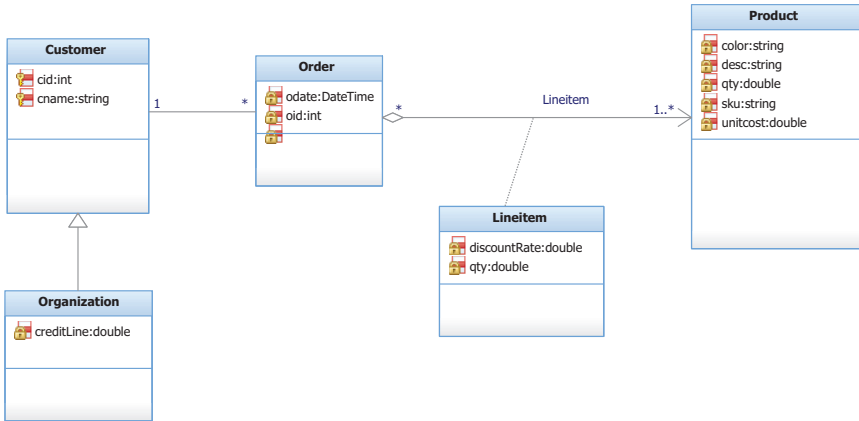 Customer
cid:int
cname:string
1
*
Order
odate:DateTime
oid:int
*
Lineitem
1..*
Product
color:string
desc:string
qty:double
sku:string
unitcost:double
Lineitem
discountRate:double
qty:double
Organization
creditLine:double